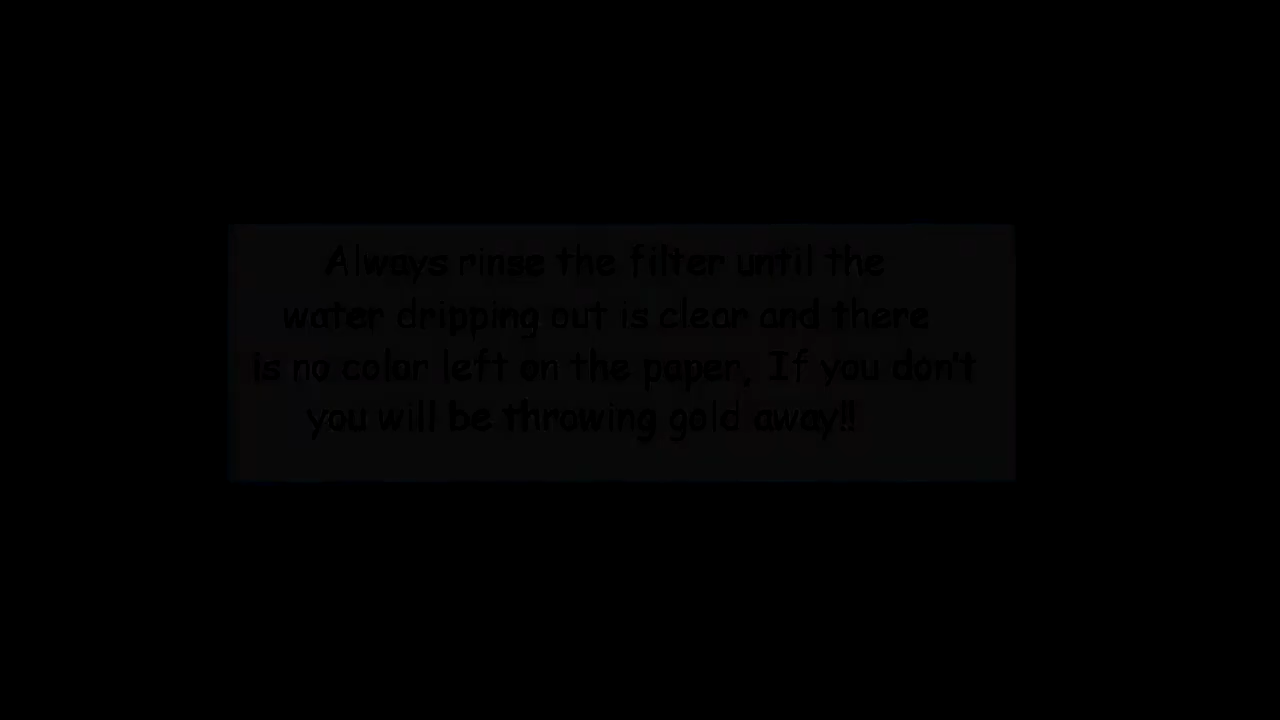 Always rinse the filter until the
water dripping out is clear and there
is no color left on the paper, If you don't
you will be throwing gold away!!